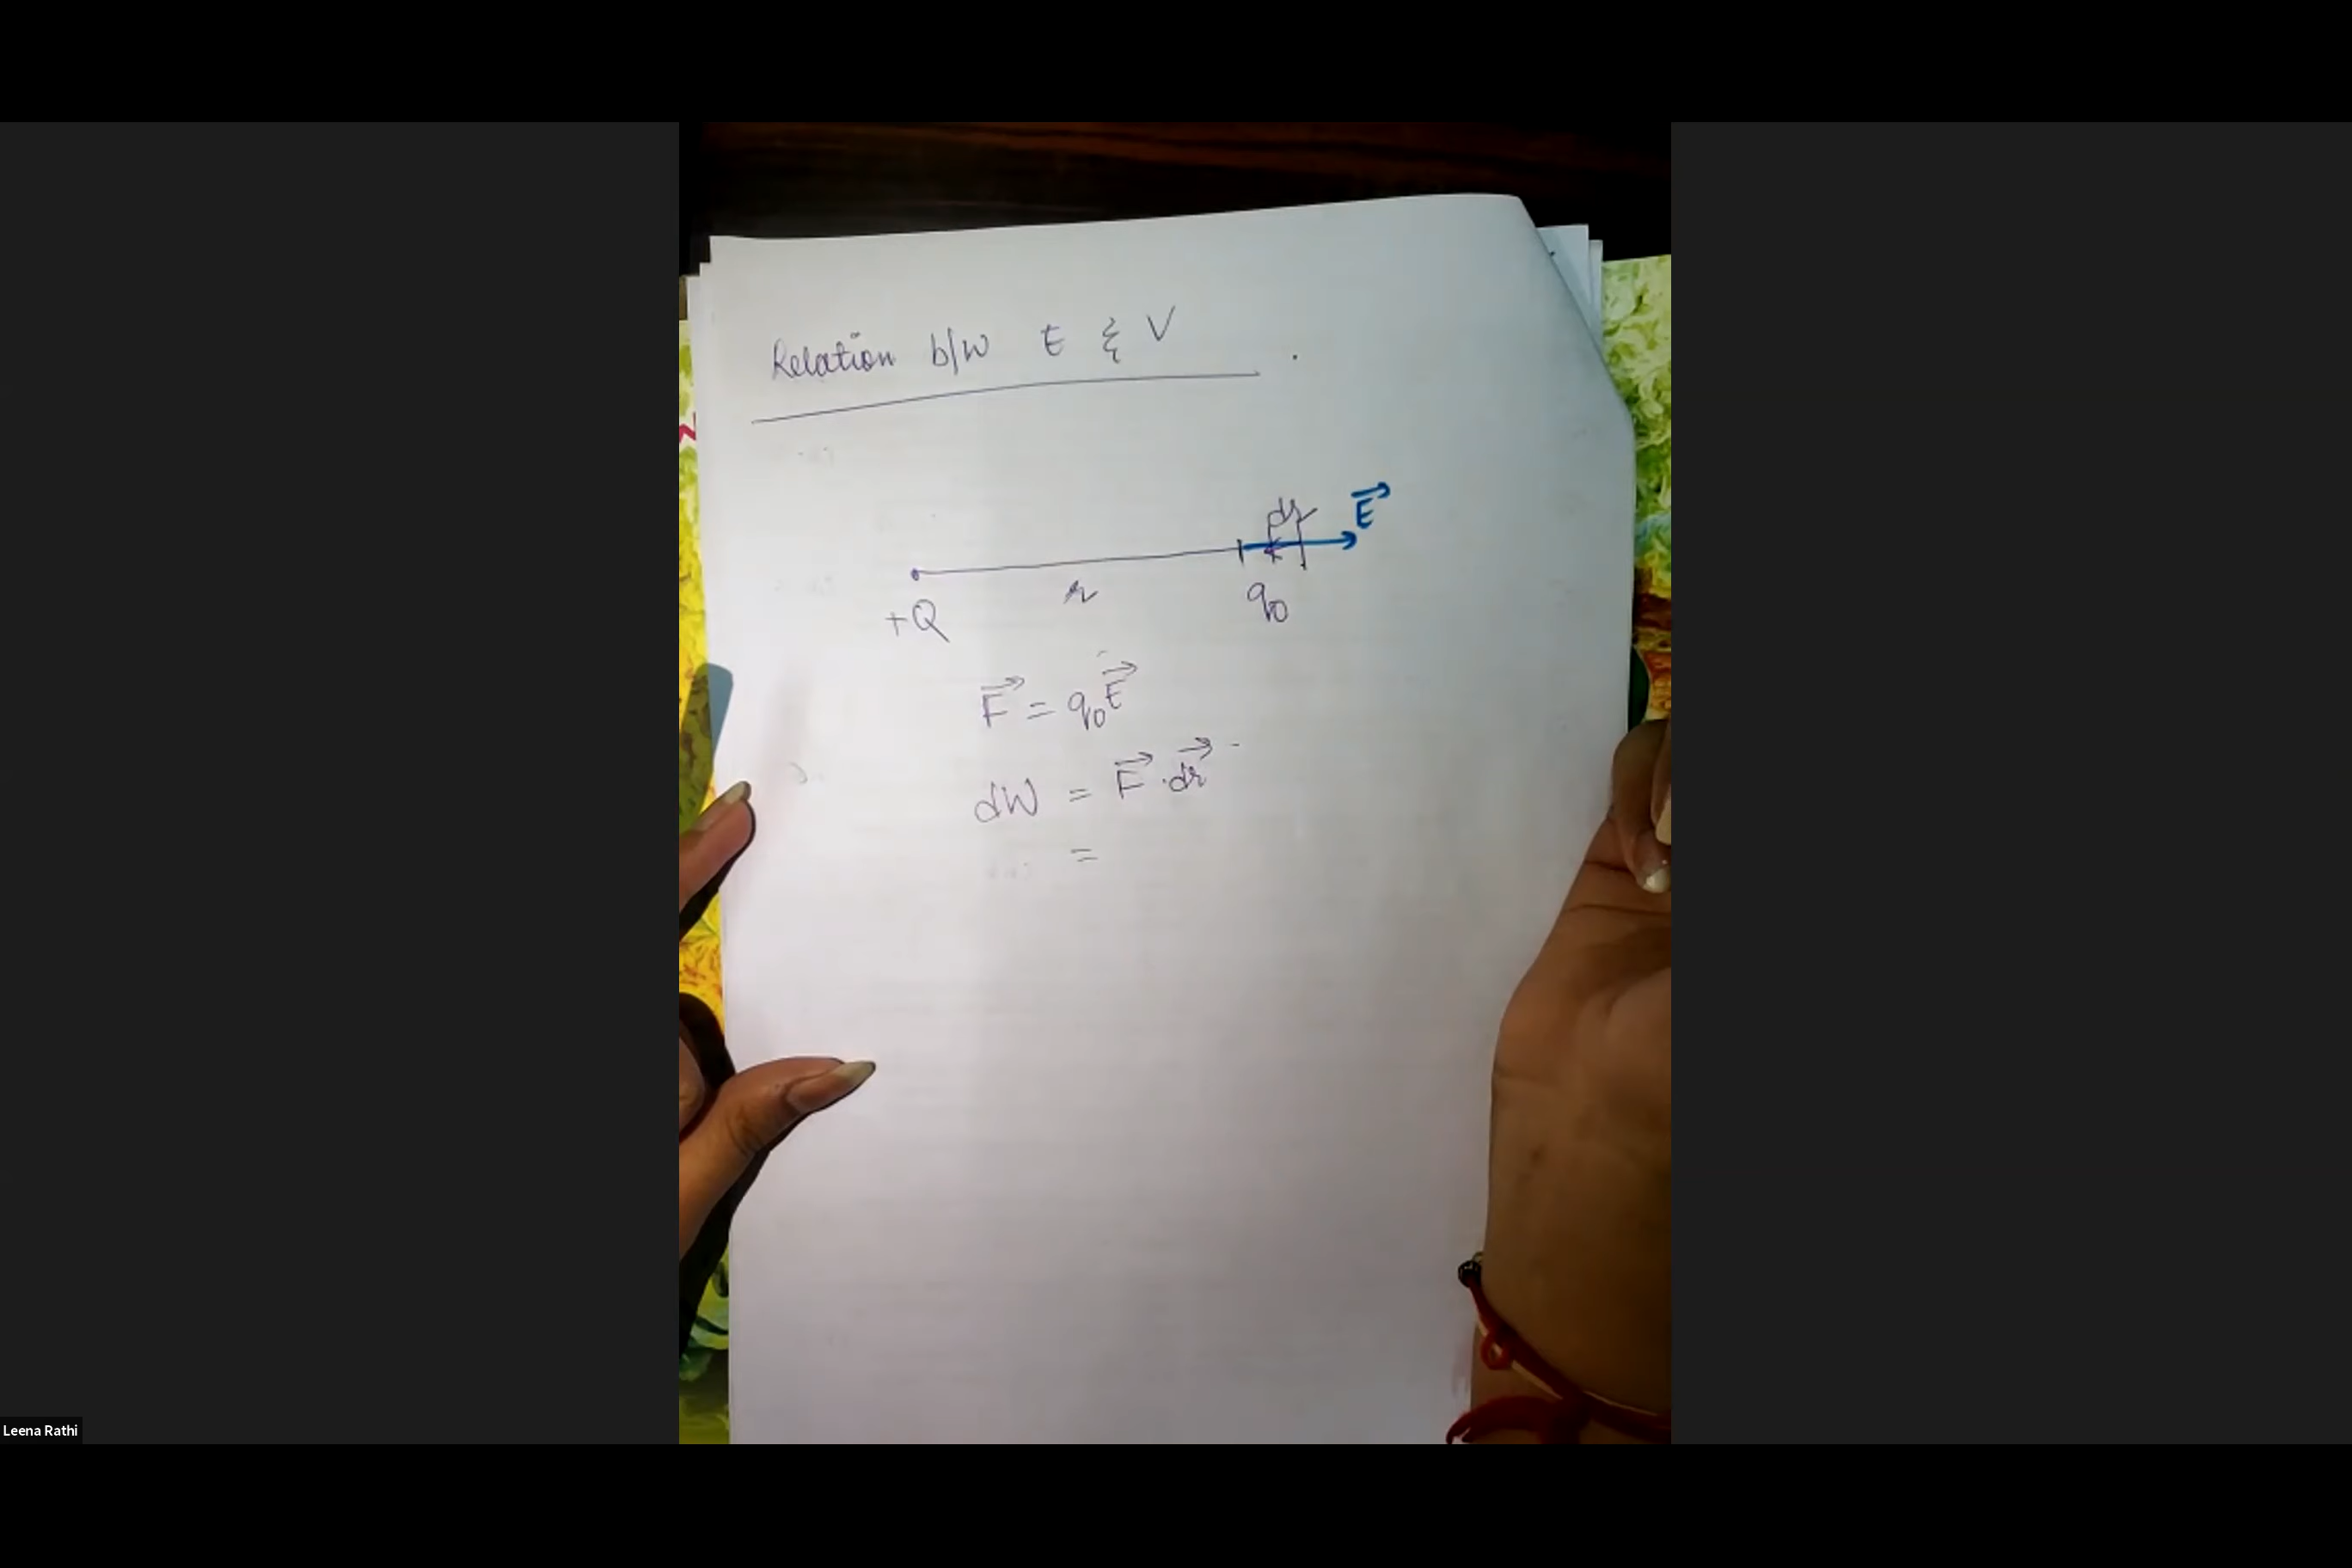 Relation b/w E & V
dr
E
r
+Q
q0
F = q0E
dW = F . dr
=
Leena Rathi